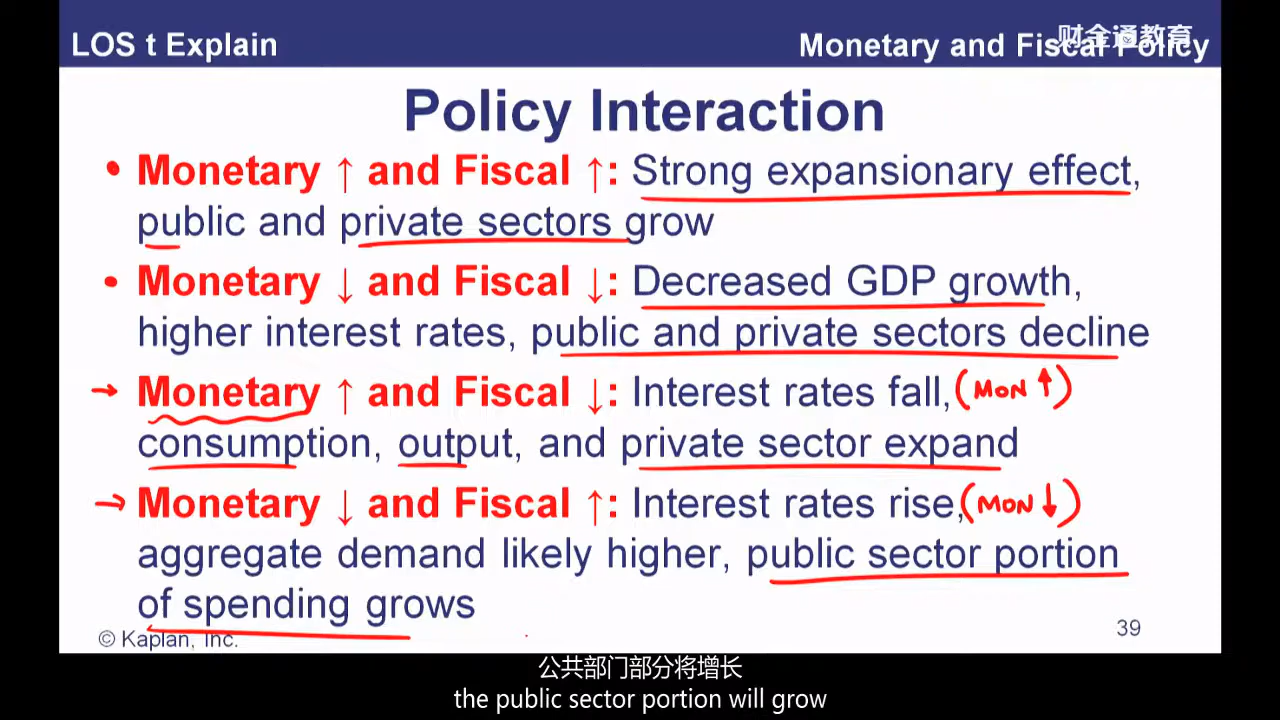 LOS t Explain
Monetary and Fiscal Policy
财金通教育
Policy Interaction
• Monetary ↑ and Fiscal ↑: Strong expansionary effect,
public and private sectors grow
• Monetary ↓ and Fiscal ↓: Decreased GDP growth,
higher interest rates, public and private sectors decline
→ Monetary ↑ and Fiscal ↓: Interest rates fall, (MON ↑)
consumption, output, and private sector expand
→ Monetary ↓ and Fiscal ↑: Interest rates rise, (MON ↓)
aggregate demand likely higher, public sector portion
of spending grows
© Kaplan, Inc.
39
公共部门部分将增长
the public sector portion will grow